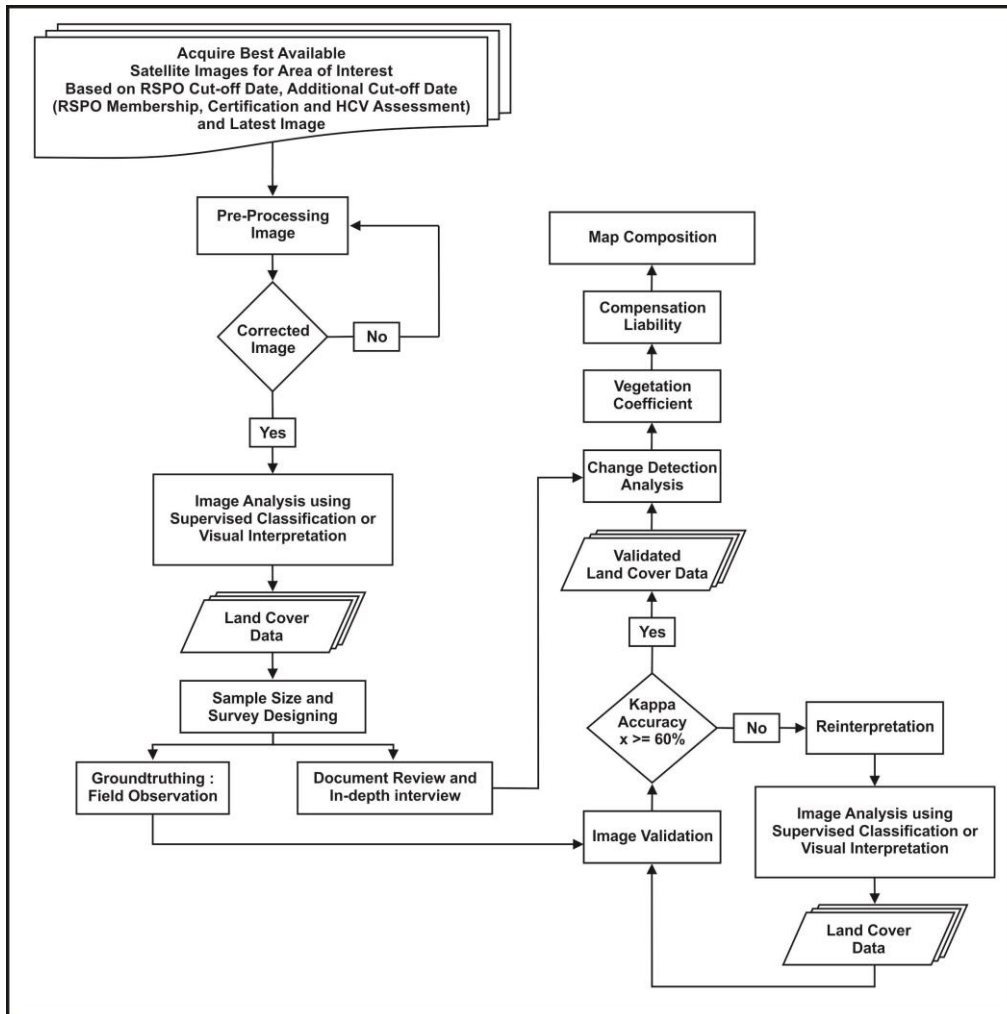 Acquire Best Available
Satellite Images for Area of Interest
Based on RSPO Cut-off Date, Additional Cut-off Date
(RSPO Membership, Certification and HCV Assessment)
and Latest Image
Pre-Processing
Image
Corrected
Image
No
Yes
Image Analysis using
Supervised Classification or
Visual Interpretation
Land Cover
Data
Sample Size and
Survey Designing
Groundtruthing :
Field Observation
Document Review and
In-depth interview
Map Composition
Compensation
Liability
Vegetation
Coefficient
Change Detection
Analysis
Validated
Land Cover Data
Yes
Kappa
Accuracy
x >= 60%
No
Reinterpretation
Image Validation
Image Analysis using
Supervised Classification or
Visual Interpretation
Land Cover
Data